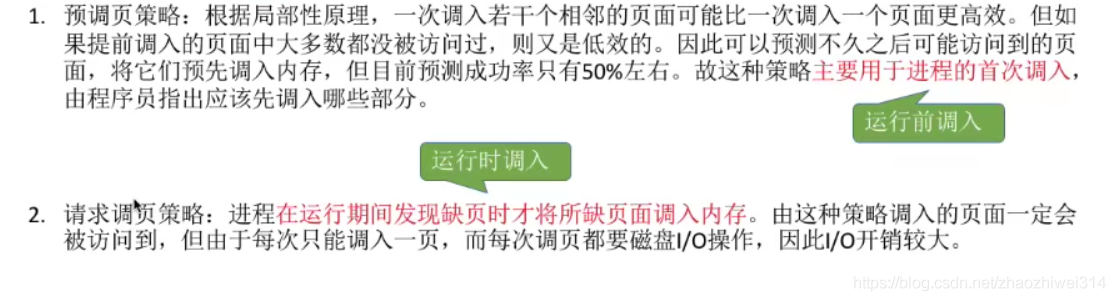 1. 预调页策略：根据局部性原理，一次调入若干个相邻的页面可能比一次调入一个页面更高效。但如
果提前调入的页面中大多数都没被访问过，则又是低效的。因此可以预测不久之后可能访问到的页
面，将它们预先调入内存，但目前预测成功率只有50%左右。故这种策略主要用于进程的首次调入，
由程序员指出应该先调入哪些部分。
运行前调入
运行时调入
2. 请求调页策略：进程在运行期间发现缺页时才将所缺页面调入内存。由这种策略调入的页面一定会
被访问到，但由于每次只能调入一页，而每次调页都要磁盘I/O操作，因此I/O开销较大。
https://blog.csdn.net/zhaozhiwei314